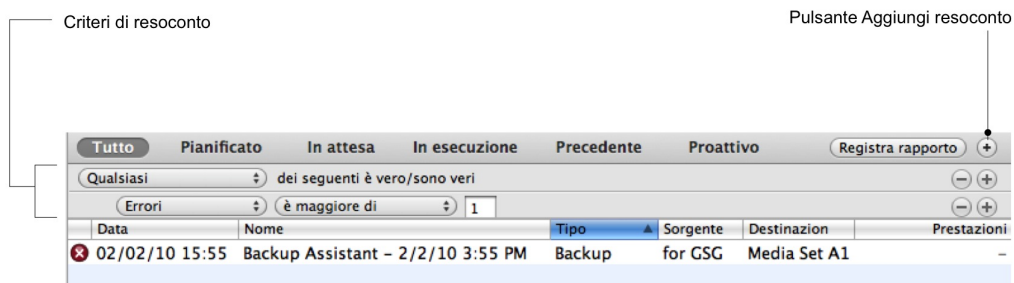 Criteri di resoconto
Pulsante Aggiungi resoconto
Tutto Pianificato In attesa In esecuzione Precedente Proattivo Registra rapporto +
Qualsiasi dei seguenti è vero/sono veri − +
Errori è maggiore di 1 − +
Data Nome Tipo Sorgente Destinazion Prestazioni
02/02/10 15:55 Backup Assistant – 2/2/10 3:55 PM Backup for GSG Media Set A1 –